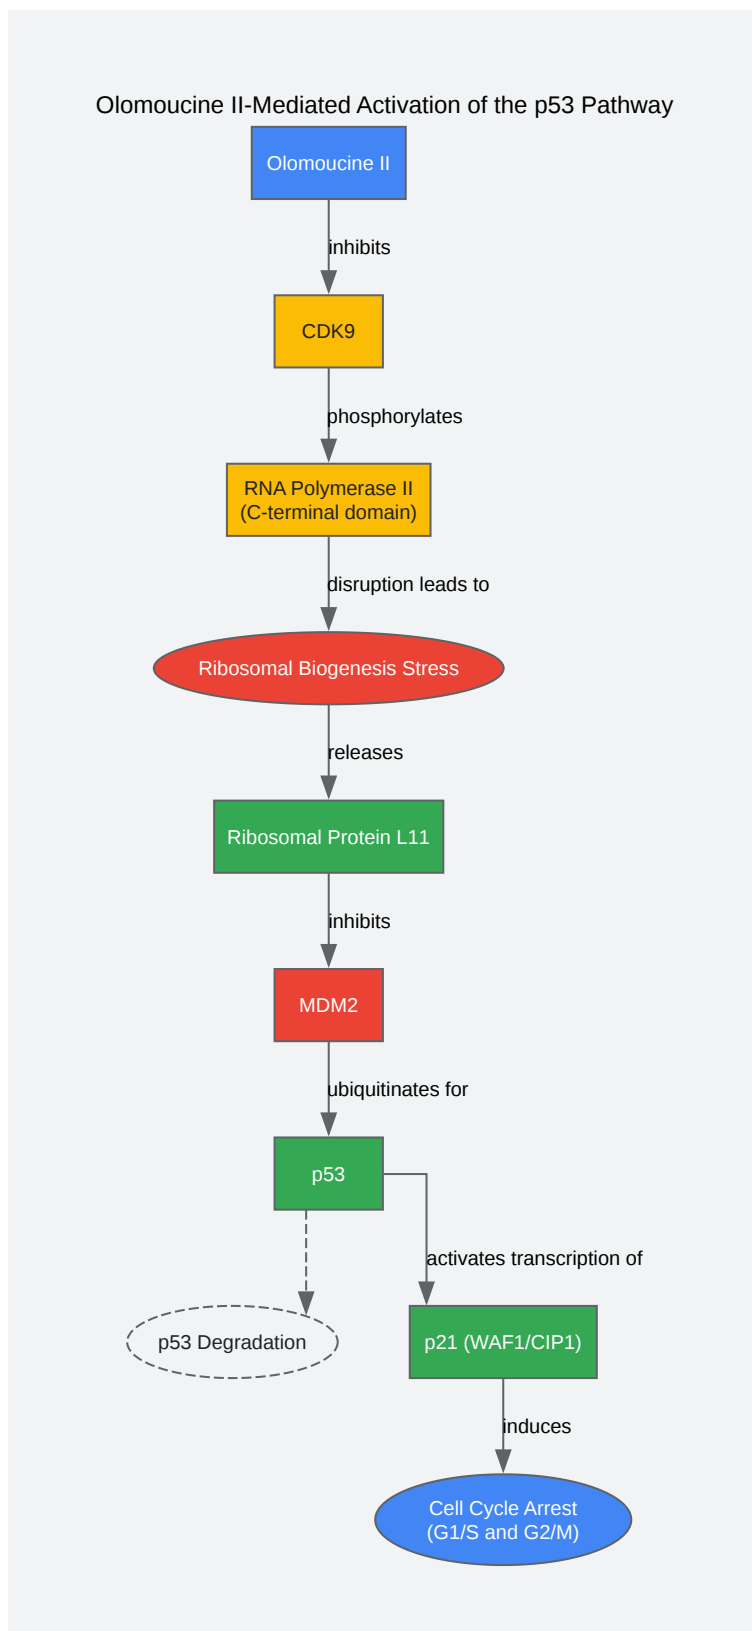 Olomoucine II-Mediated Activation of the p53 Pathway
Olomoucine II
inhibits
CDK9
phosphorylates
RNA Polymerase II
(C-terminal domain)
disruption leads to
Ribosomal Biogenesis Stress
releases
Ribosomal Protein L11
inhibits
MDM2
ubiquitinates for
p53
activates transcription of
p53 Degradation
p21 (WAF1/CIP1)
induces
Cell Cycle Arrest
(G1/S and G2/M)